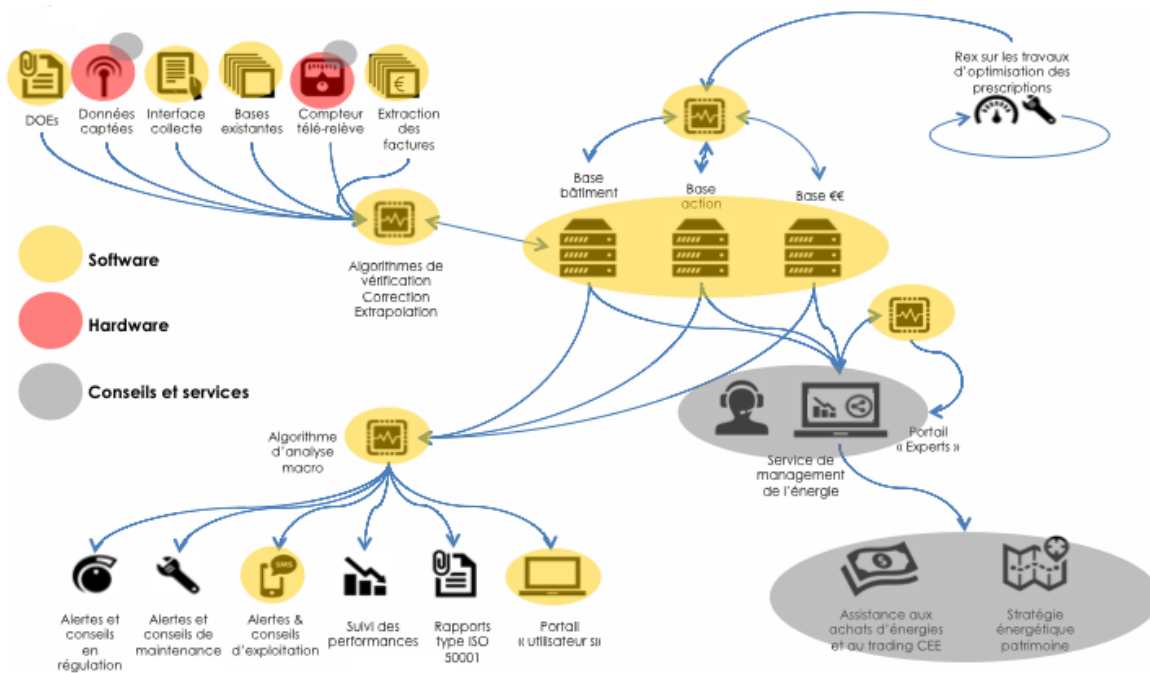 DOEs
Données
captées
Interface
collecte
Bases
existantes
Compteur
télé-relève
€
Extraction
des
factures
Rex sur les travaux
d'optimisation des
prescriptions
Base
bâtiment
Base
action
Base €€
Algorithmes de
vérification
Correction
Extrapolation
Software
Hardware
Conseils et services
Algorithme
d'analyse
macro
Portail
« Experts »
Service de
management
de l'énergie
SMS
Alertes et
conseils
en
régulation
Alertes et
conseils de
maintenance
Alertes &
conseils
d'exploitation
Suivi des
performances
Rapports
type ISO
50001
Portail
« utilisateur s»
$
Assistance aux
achats d'énergies
et au trading CEE
Stratégie
énergétique
patrimoine